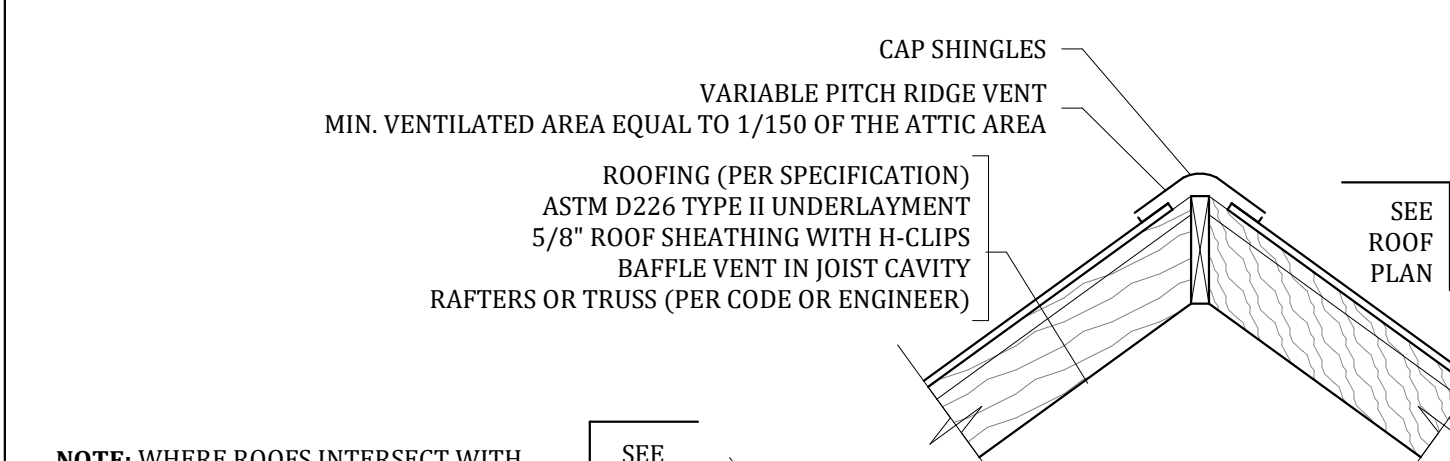 CAP SHINGLES
VARIABLE PITCH RIDGE VENT
MIN. VENTILATED AREA EQUAL TO 1/150 OF THE ATTIC AREA
ROOFING (PER SPECIFICATION)
ASTM D226 TYPE II UNDERLAYMENT
5/8" ROOF SHEATHING WITH H-CLIPS
BAFFLE VENT IN JOIST CAVITY
RAFTERS OR TRUSS (PER CODE OR ENGINEER)
SEE
ROOF
PLAN
NOTE: WHERE ROOFS INTERSECT WITH
SEE